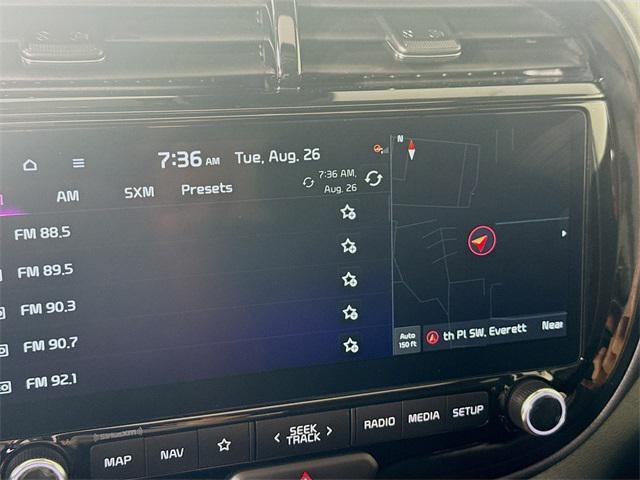 7:36 AM Tue, Aug. 26
N
AM SXM Presets
7:36 AM,
Aug. 26
FM 88.5
FM 89.5
FM 90.3
FM 90.7
FM 92.1
Auto
150 ft
th Pl SW, Everett Near
SiriusXM
MAP NAV SEEK TRACK RADIO MEDIA SETUP